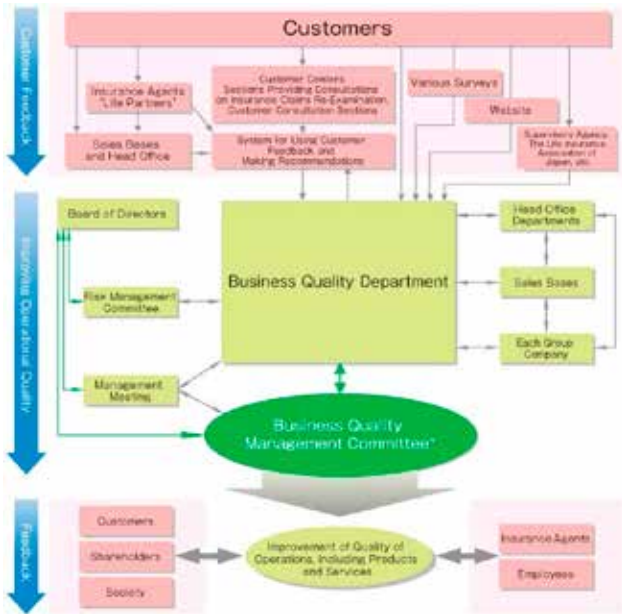 Customer Feedback
Customers
Insurance Agents
"Life Partners"
Customer Centers
Sections Providing Consultations
on Insurance Claims Re-Examination,
Customer Consultation Sections
Various Surveys
Website
Sales Bases
and Head Office
System for Using Customer
Feedback and
Making Recommendations
Supervisory Agency,
The Life Insurance
Association of
Japan, etc.
Improving Operational Quality
Board of Directors
Risk Management
Committee
Management
Meeting
Business Quality Department
Head Office
Departments
Sales Bases
Each Group
Company
Business Quality
Management Committee*
Feedback
Customers
Shareholders
Society
Improvement of Quality of
Operations, Including Products
and Services
Insurance Agents
Employees